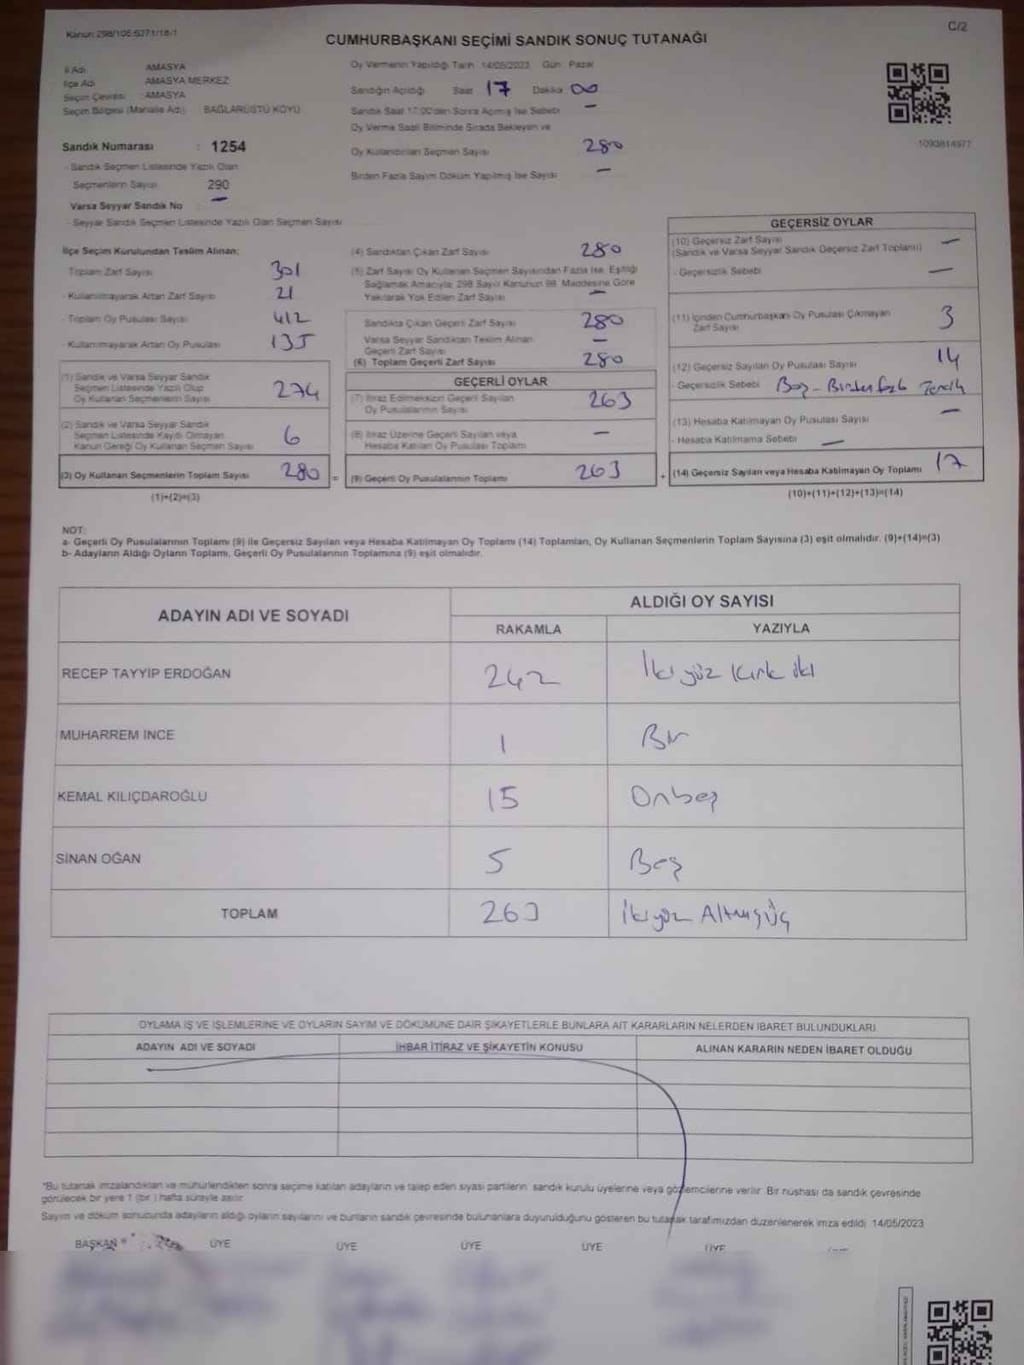 Kanun 298/105-6271/18/1
C/2
CUMHURBAŞKANI SEÇİMİ SANDIK SONUÇ TUTANAĞI
İl Adı : AMASYA
İlçe Adı : AMASYA MERKEZ
Seçim Çevresi : AMASYA
Seçim Bölgesi (Mahalle Adı) : BAĞLARÜSTÜ KÖYÜ
Sandık Numarası : 1254
- Sandık Seçmen Listesinde Yazılı Olan
Seçmenlerin Sayısı 290
Varsa Seyyar Sandık No —
- Seyyar Sandık Seçmen Listesinde Yazılı Olan Seçmen Sayısı
Oy Vermenin Yapıldığı Tarih 14/05/2023 Gün: Pazar
Sandığın Açıldığı Saat 17 Dakika 00
Sandık Saat 17:00'den Sonra Açılmış İse Sebebi —
Oy Verme Saati Bitiminde Sırada Bekleyen ve
Oy Kullandırılan Seçmen Sayısı 280
Birden Fazla Sayım Döküm Yapılmış İse Sayısı —
1090814977
İlçe Seçim Kurulundan Teslim Alınan;
Toplam Zarf Sayısı 301
- Kullanılmayarak Artan Zarf Sayısı 21
- Toplam Oy Pusulası Sayısı 412
- Kullanılmayarak Artan Oy Pusulası 135
(1) Sandık ve Varsa Seyyar Sandık
Seçmen Listesinde Yazılı Olup
Oy Kullanan Seçmenlerin Sayısı 274
(2) Sandık ve Varsa Seyyar Sandık
Seçmen Listesinde Kayıtlı Olmayan
Kanun Gereği Oy Kullanan Seçmen Sayısı 6
(3) Oy Kullanan Seçmenlerin Toplam Sayısı 280
(1)+(2)=(3)
(4) Sandıktan Çıkan Zarf Sayısı 280
(5) Zarf Sayısı Oy Kullanan Seçmen Sayısından Fazla İse, Eşitliği
Sağlamak Amacıyla, 298 Sayılı Kanunun 98. Maddesine Göre
Yakılarak Yok Edilen Zarf Sayısı —
Sandıkta Çıkan Geçerli Zarf Sayısı 280
Varsa Seyyar Sandıktan Teslim Alınan
Geçerli Zarf Sayısı —
(6) Toplam Geçerli Zarf Sayısı 280
GEÇERLİ OYLAR
(7) İtiraz Edilmeksizin Geçerli Sayılan
Oy Pusulalarının Sayısı 263
(8) İtiraz Üzerine Geçerli Sayılan veya
Hesaba Katılan Oy Pusulası Toplamı —
= (9) Geçerli Oy Pusulalarının Toplamı 263
GEÇERSİZ OYLAR
(10) Geçersiz Zarf Sayısı —
(Sandık ve Varsa Seyyar Sandık Geçersiz Zarf Toplamı)
- Geçersizlik Sebebi —
(11) İçinden Cumhurbaşkanı Oy Pusulası Çıkmayan
Zarf Sayısı 3
(12) Geçersiz Sayılan Oy Pusulası Sayısı 14
- Geçersizlik Sebebi Boş - Birden fazla Tercih
(13) Hesaba Katılmayan Oy Pusulası Sayısı —
- Hesaba Katılmama Sebebi —
+ (14) Geçersiz Sayılan veya Hesaba Katılmayan Oy Toplamı 17
(10)+(11)+(12)+(13)=(14)
NOT:
a- Geçerli Oy Pusulalarının Toplamı (9) ile Geçersiz Sayılan veya Hesaba Katılmayan Oy Toplamı (14) Toplamları, Oy Kullanan Seçmenlerin Toplam Sayısına (3) eşit olmalıdır. (9)+(14)=(3)
b- Adayların Aldığı Oyların Toplamı, Geçerli Oy Pusulalarının Toplamına (9) eşit olmalıdır.
ADAYIN ADI VE SOYADI
ALDIĞI OY SAYISI
RAKAMLA YAZIYLA
RECEP TAYYİP ERDOĞAN 242 İki yüz kırk iki
MUHARREM İNCE 1 Bir
KEMAL KILIÇDAROĞLU 15 Onbeş
SİNAN OĞAN 5 Beş
TOPLAM 263 İkiyüz Altmışüç
OYLAMA İŞ VE İŞLEMLERİNE VE OYLARIN SAYIM VE DÖKÜMÜNE DAİR ŞİKAYETLERLE BUNLARA AİT KARARLARIN NELERDEN İBARET BULUNDUKLARI
ADAYIN ADI VE SOYADI İHBAR İTİRAZ VE ŞİKAYETİN KONUSU ALINAN KARARIN NEDEN İBARET OLDUĞU
*Bu tutanak imzalandıktan ve mühürlendikten sonra seçime katılan adayların ve talep eden siyasi partilerin sandık kurulu üyelerine veya gözlemcilerine verilir. Bir nüshası da sandık çevresinde
görülecek bir yere 1 (bir ) hafta süreyle asılır.
Sayım ve döküm sonucunda adayların aldığı oyların sayılarını ve bunların sandık çevresinde bulunanlara duyurulduğunu gösteren bu tutanak tarafımızdan düzenlenerek imza edildi. 14/05/2023
BAŞKAN ÜYE ÜYE ÜYE ÜYE ÜYE